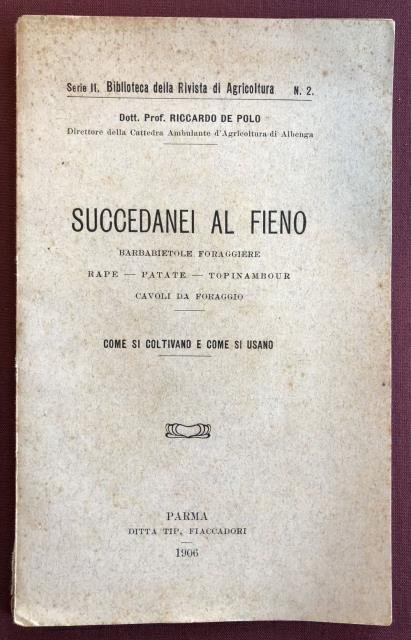 Serie II. Biblioteca della Rivista di Agricoltura N. 2.
Dott. Prof. RICCARDO DE POLO
Direttore della Cattedra Ambulante d'Agricoltura di Albenga
SUCCEDANEI AL FIENO
BARBABIETOLE FORAGGIERE
RAPE — PATATE — TOPINAMBOUR
CAVOLI DA FORAGGIO
COME SI COLTIVANO E COME SI USANO
PARMA
DITTA TIP. FIACCADORI
1906